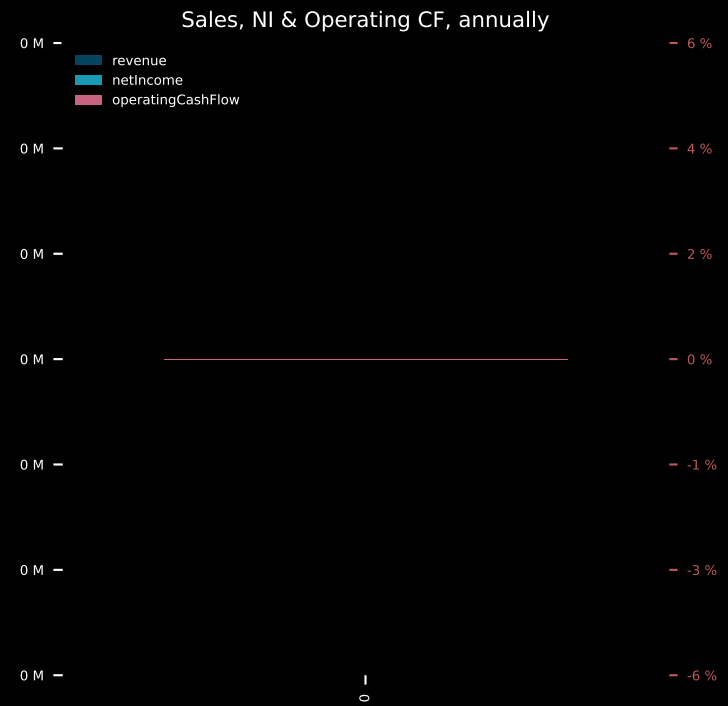 Sales, NI & Operating CF, annually
0 M
6 %
revenue
netIncome
operatingCashFlow
0 M
4 %
0 M
2 %
0 M
0 %
0 M
-1 %
0 M
-3 %
0 M
-6 %
0